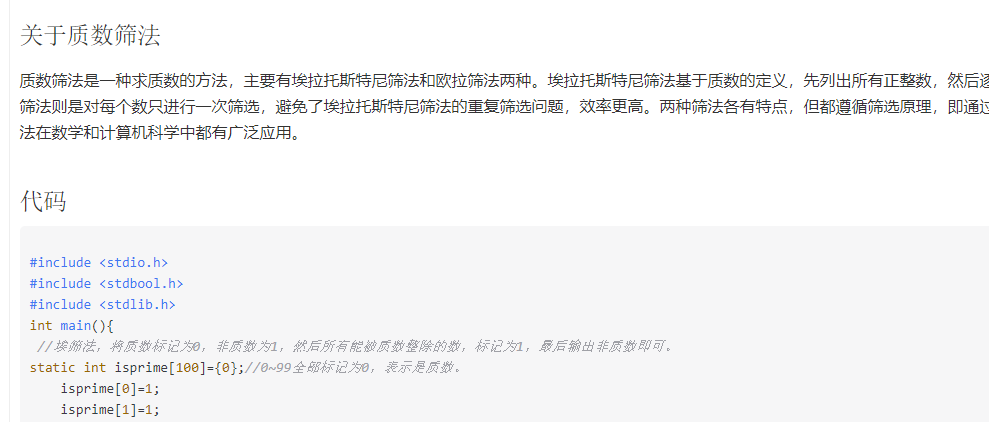 关于质数筛法
质数筛法是一种求质数的方法，主要有埃拉托斯特尼筛法和欧拉筛法两种。埃拉托斯特尼筛法基于质数的定义，先列出所有正整数，然后逐
筛法则是对每个数只进行一次筛选，避免了埃拉托斯特尼筛法的重复筛选问题，效率更高。两种筛法各有特点，但都遵循筛选原理，即通过
法在数学和计算机科学中都有广泛应用。
代码
#include <stdio.h>
#include <stdbool.h>
#include <stdlib.h>
int main(){
//埃筛法，将质数标记为0，非质数为1，然后所有能被质数整除的数，标记为1，最后输出非质数即可。
static int isprime[100]={0};//0~99全部标记为0，表示是质数。
isprime[0]=1;
isprime[1]=1;